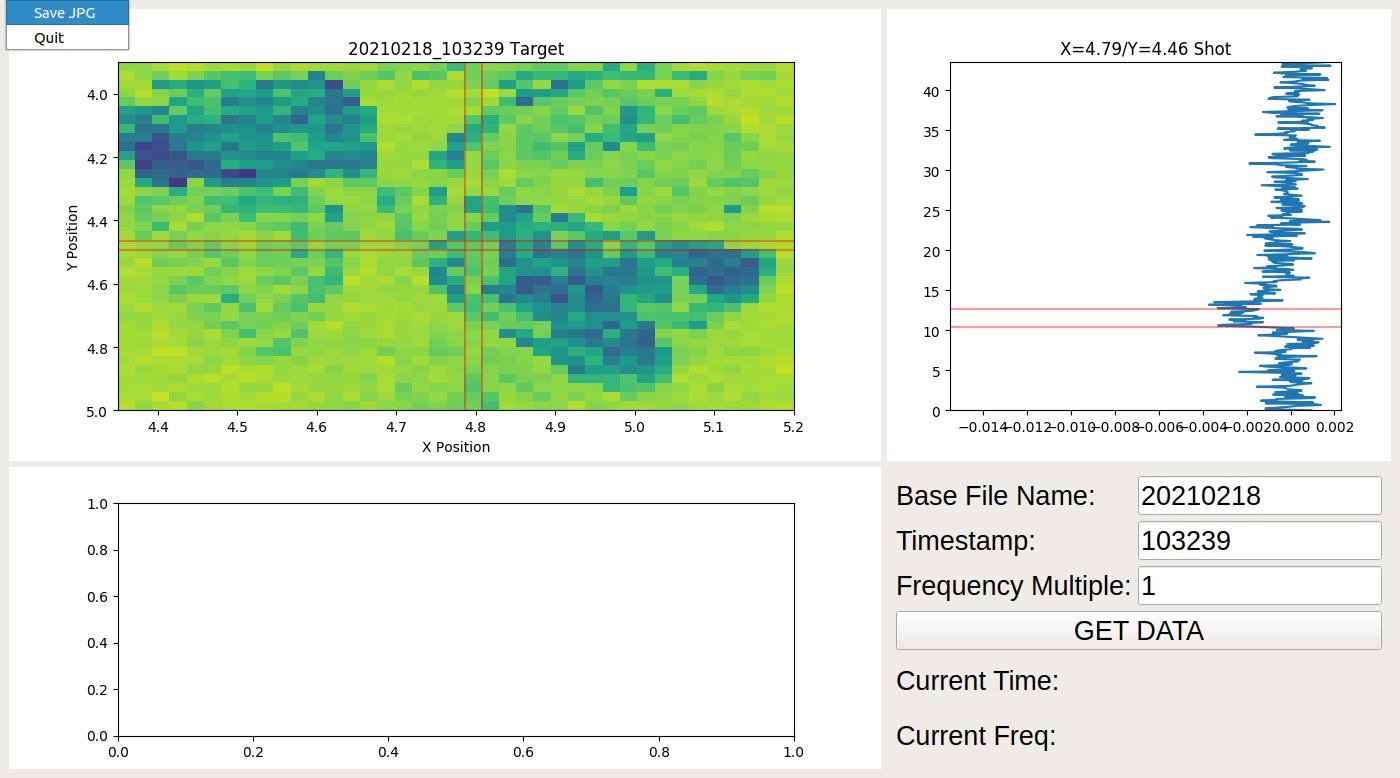 Save JPG
Quit
20210218_103239 Target
4.0
4.2
4.4
4.6
4.8
5.0
Y Position
4.4 4.5 4.6 4.7 4.8 4.9 5.0 5.1 5.2
X Position
X=4.79/Y=4.46 Shot
40
35
30
25
20
15
10
5
0
−0.014 −0.012 −0.010 −0.008 −0.006 −0.004 −0.002 0.000 0.002
1.0
0.8
0.6
0.4
0.2
0.0
0.0 0.2 0.4 0.6 0.8 1.0
Base File Name: 20210218
Timestamp: 103239
Frequency Multiple: 1
GET DATA
Current Time:
Current Freq: